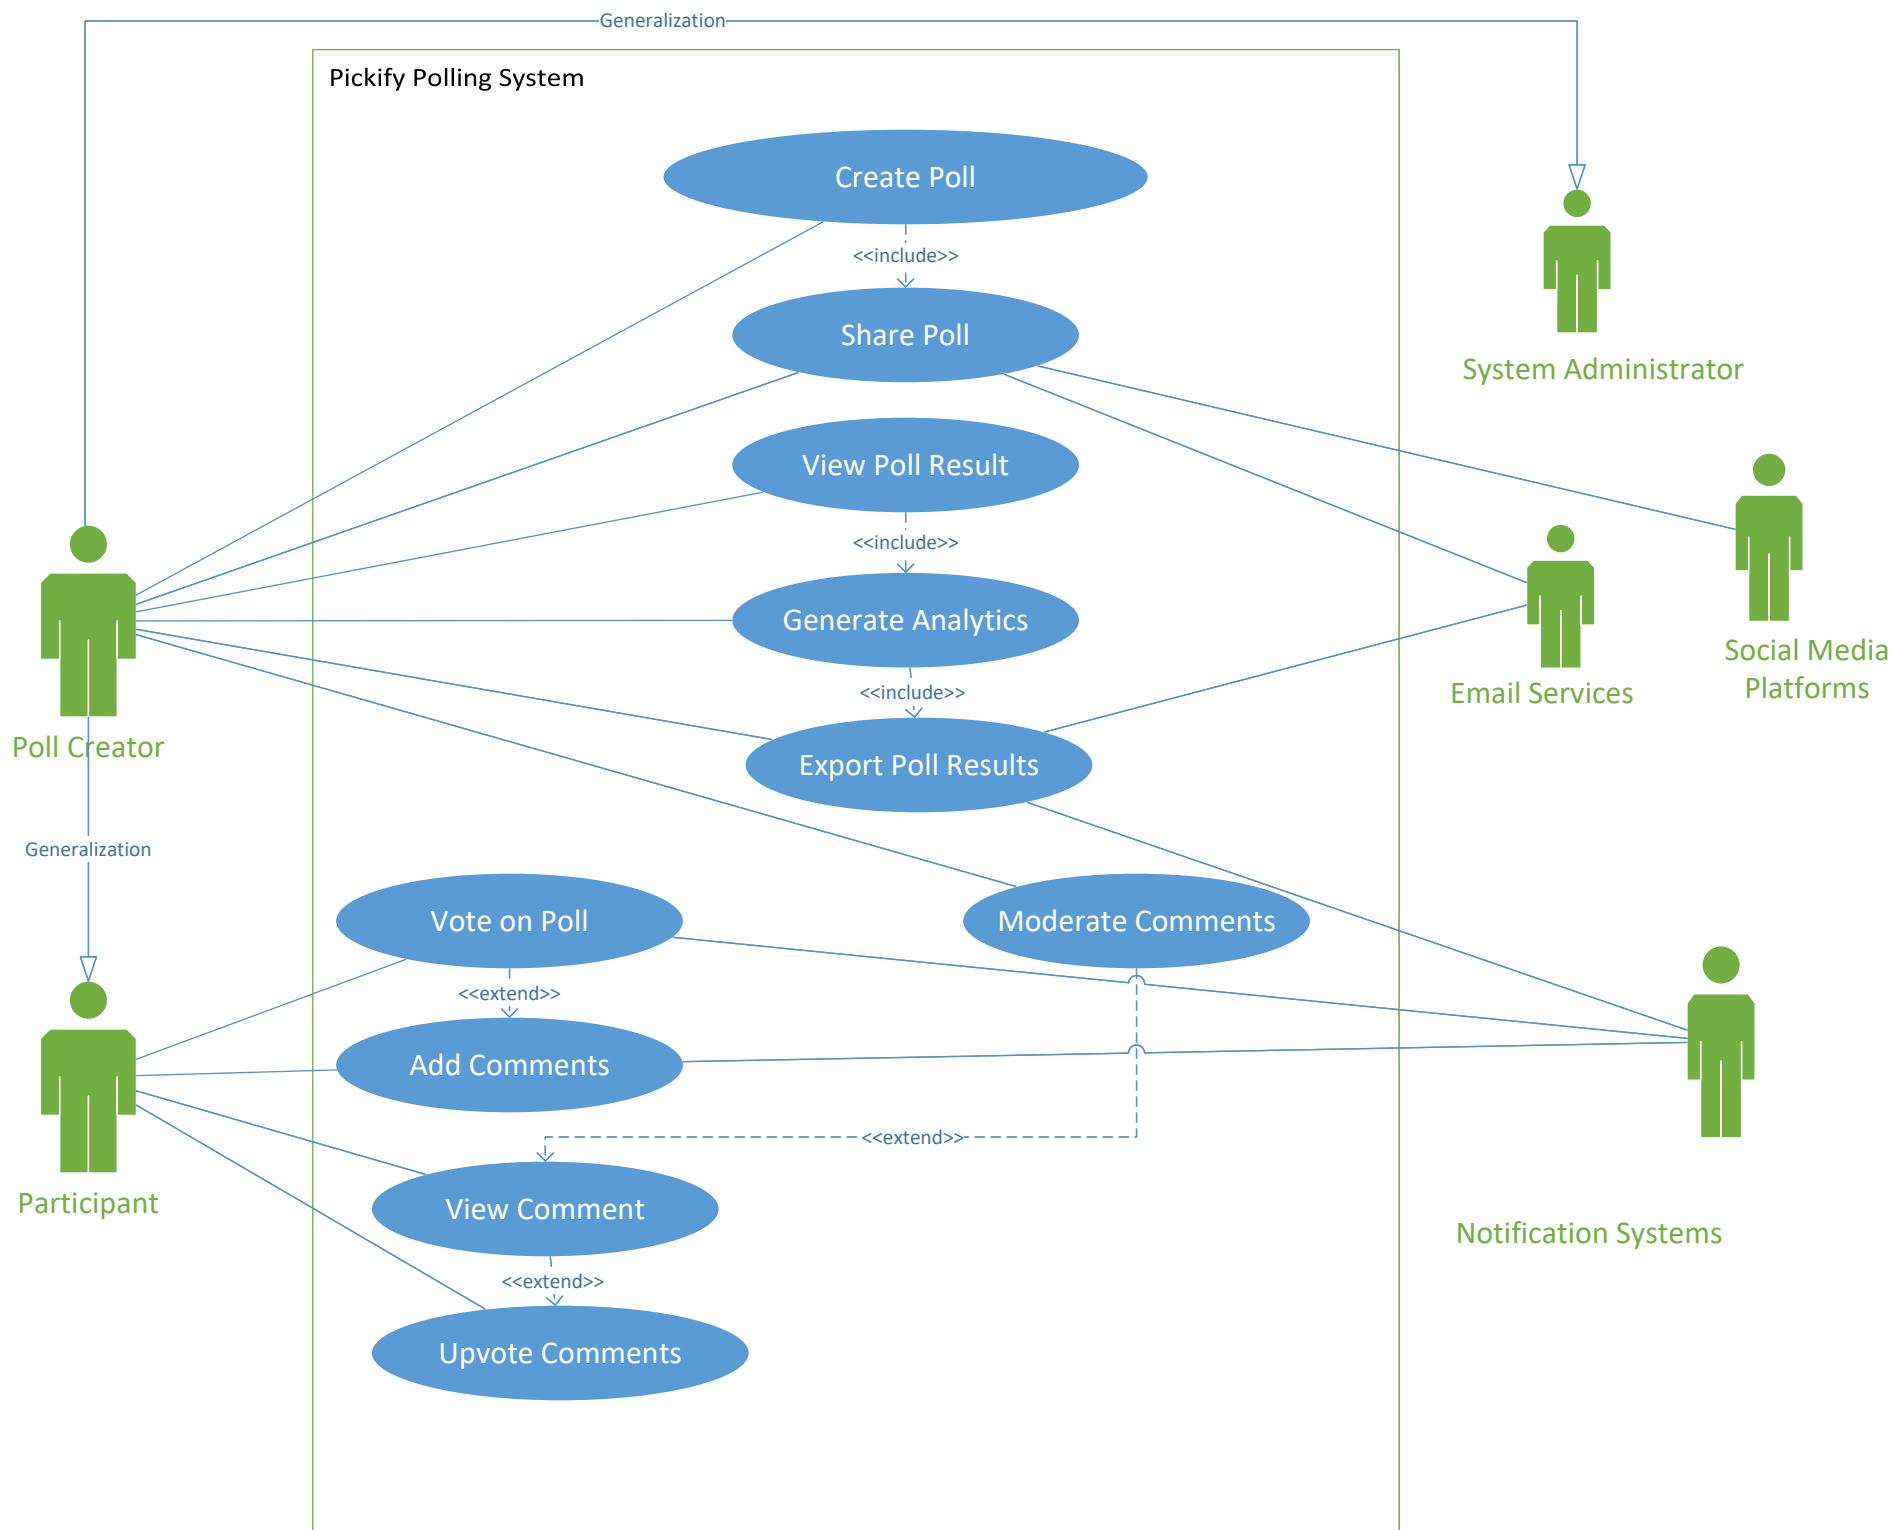 Generalization
Pickify Polling System
Create Poll
<<include>>
Share Poll
System Administrator
View Poll Result
<<include>>
Generate Analytics
Social Media
Platforms
<<include>>
Email Services
Poll Creator
Export Poll Results
Generalization
Vote on Poll
Moderate Comments
<<extend>>
Add Comments
<<extend>>
Participant
View Comment
Notification Systems
<<extend>>
Upvote Comments